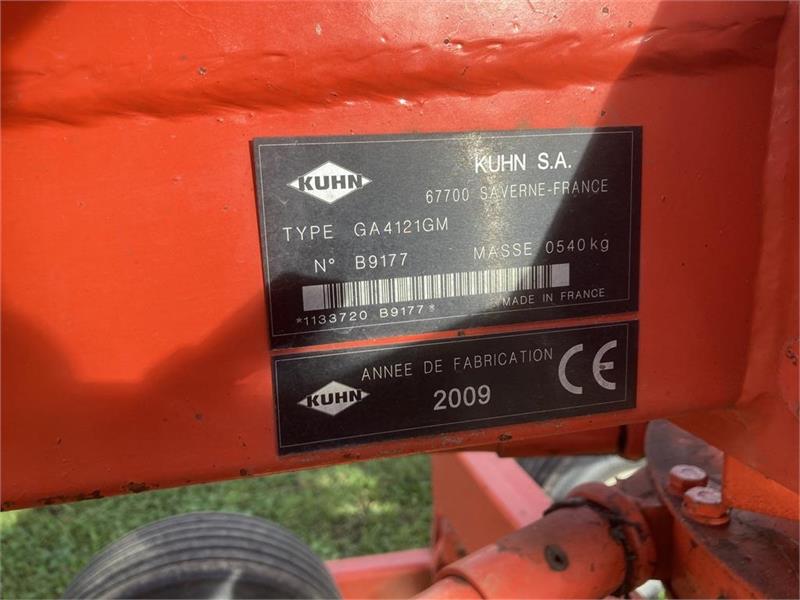 KUHN
KUHN S.A.
67700 SAVERNE-FRANCE
TYPE GA4121GM
N° B9177 MASSE 0540 kg
*1133720 B9177*
MADE IN FRANCE
KUHN
ANNEE DE FABRICATION
2009
CE